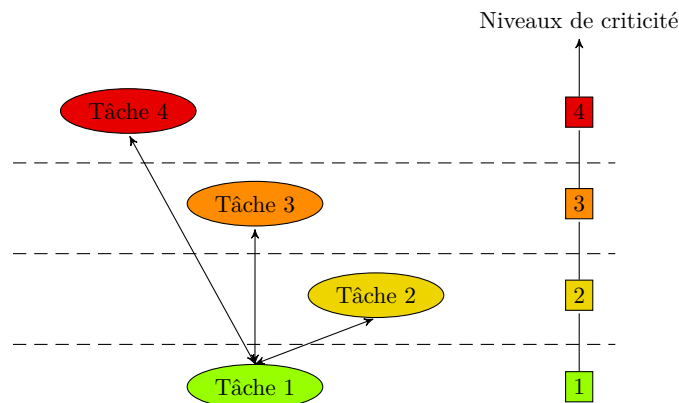 Niveaux de criticité
Tâche 4
4
Tâche 3
3
Tâche 2
2
Tâche 1
1